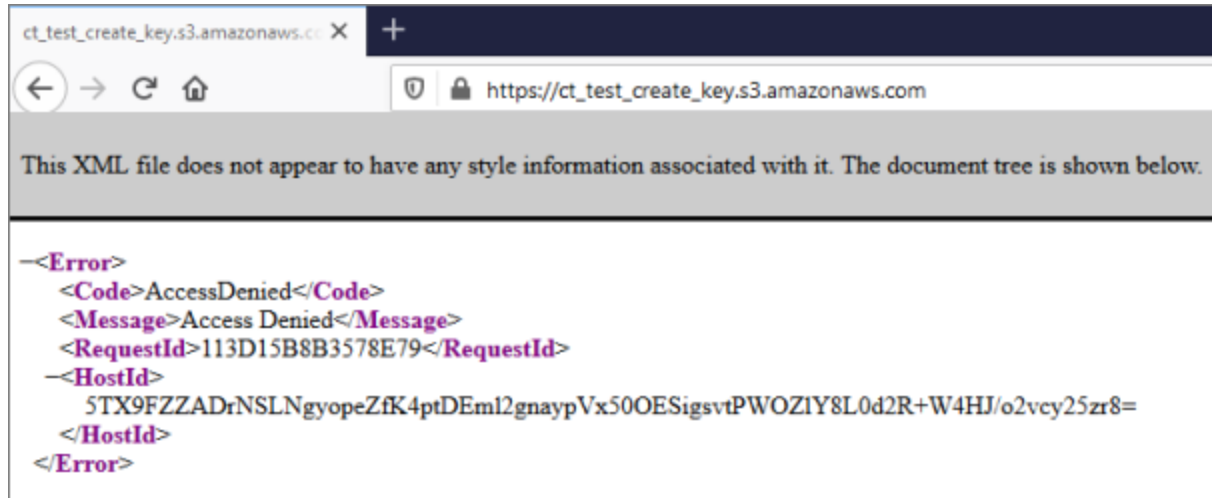 ct_test_create_key.s3.amazonaws.cc
https://ct_test_create_key.s3.amazonaws.com
This XML file does not appear to have any style information associated with it. The document tree is shown below.
—<Error>
<Code>AccessDenied</Code>
<Message>Access Denied</Message>
<RequestId>113D15B8B3578E79</RequestId>
—<HostId>
5TX9FZZADrNSLNgyopeZfK4ptDEml2gnaypVx50OESigsvtPWOZlY8L0d2R+W4HJ/o2vcy25zr8=
</HostId>
</Error>